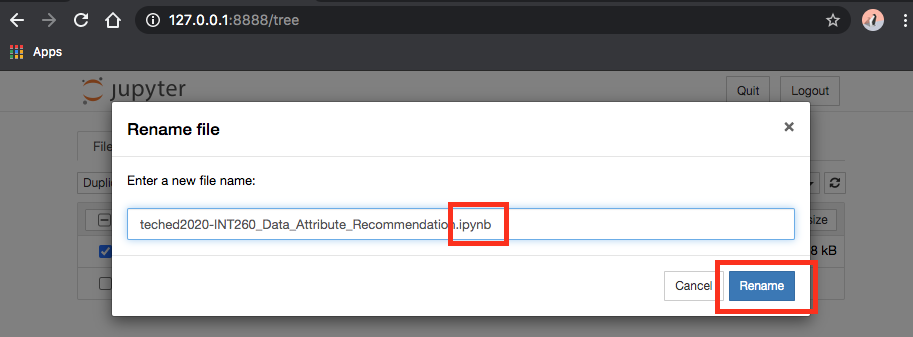 127.0.0.1:8888/tree
Apps
jupyter
Quit
Logout
Rename file
×
File
Enter a new file name:
Dupli
teched2020-INT260_Data_Attribute_Recommendation.ipynb
size
8 kB
Cancel
Rename